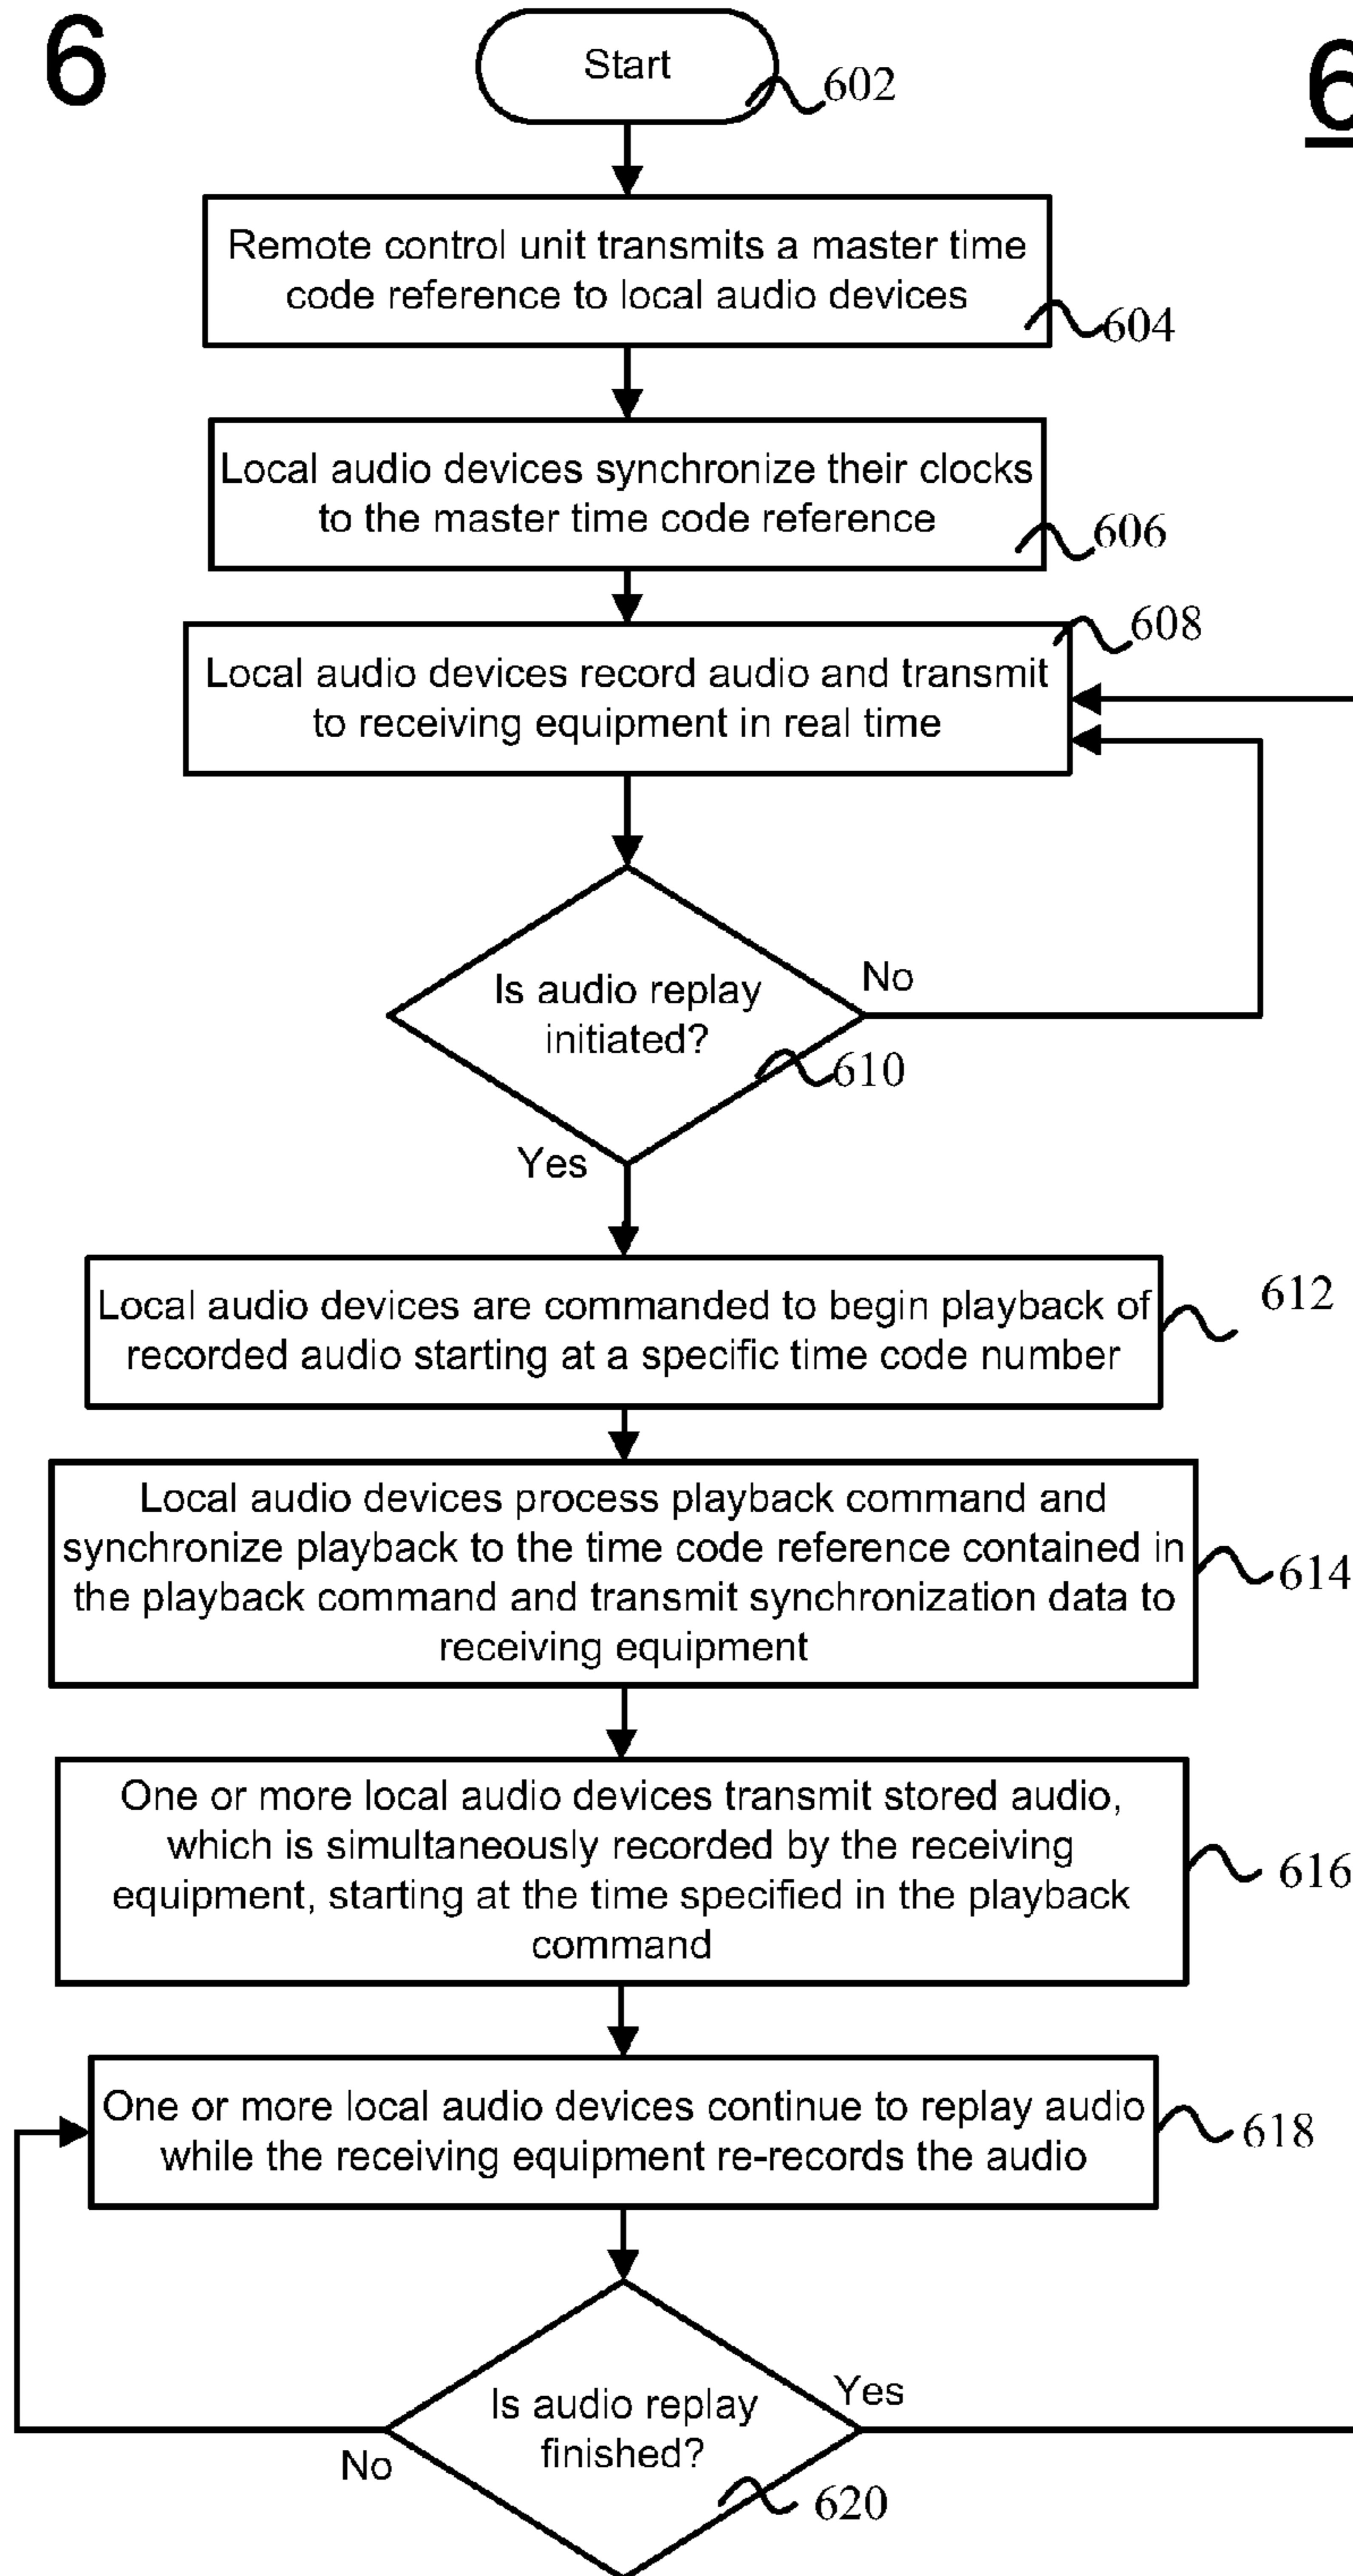 6
Start
602
6
Remote control unit transmits a master time
code reference to local audio devices
604
Local audio devices synchronize their clocks
to the master time code reference
606
608
Local audio devices record audio and transmit
to receiving equipment in real time
No
Is audio replay
initiated?
610
Yes
612
Local audio devices are commanded to begin playback of
recorded audio starting at a specific time code number
Local audio devices process playback command and
synchronize playback to the time code reference contained in
the playback command and transmit synchronization data to
receiving equipment
614
One or more local audio devices transmit stored audio,
which is simultaneously recorded by the receiving
equipment, starting at the time specified in the playback
command
616
One or more local audio devices continue to replay audio
while the receiving equipment re-records the audio
618
Yes
Is audio replay
finished?
No
620